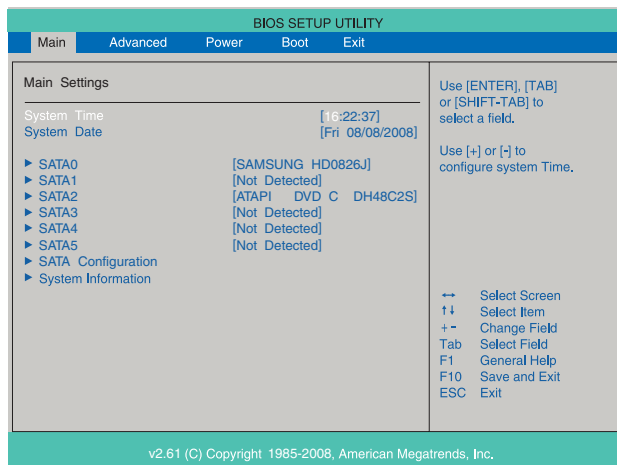 BIOS SETUP UTILITY
Main Advanced Power Boot Exit
Main Settings
System Time [16:22:37]
System Date [Fri 08/08/2008]
SATA0 [SAMSUNG HD0826J]
SATA1 [Not Detected]
SATA2 [ATAPI DVD C DH48C2S]
SATA3 [Not Detected]
SATA4 [Not Detected]
SATA5 [Not Detected]
SATA Configuration
System Information
Use [ENTER], [TAB]
or [SHIFT-TAB] to
select a field.
Use [+] or [-] to
configure system Time.
↔ Select Screen
↑↓ Select Item
+- Change Field
Tab Select Field
F1 General Help
F10 Save and Exit
ESC Exit
v2.61 (C) Copyright 1985-2008, American Megatrends, Inc.